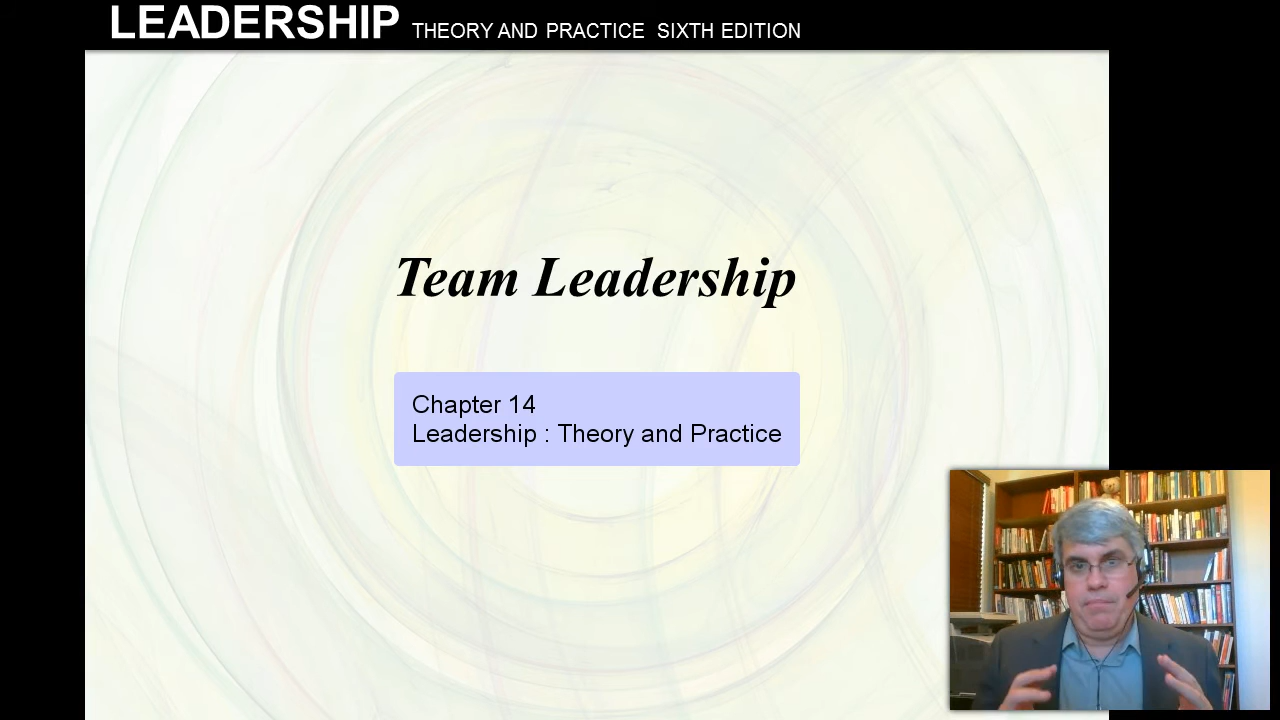 LEADERSHIP THEORY AND PRACTICE SIXTH EDITION
Team Leadership
Chapter 14
Leadership : Theory and Practice